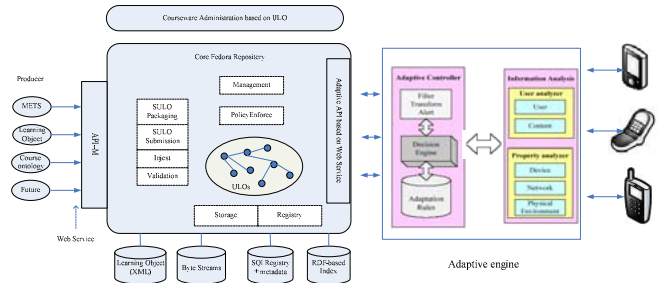 Courseware Administration based on ULO
Core Fedora Repository
Producer
METS
Learning
Object
Course
ontology
Future
Web Service
API-M
Management
Policy Enforce
SULO
Packaging
SULO
Submission
Injest
Validation
ULOs
Storage
Registry
Adaptive API based on Web Service
Learning Object
(XML)
Byte Streams
SQI Registry
+ metadata
RDF-based
Index
Adaptive Controller
Filter
Transform
Alert
Decision
Engine
Adaptation
Rules
Information Analysis
User analyzer
User
Content
Property analyzer
Device
Network
Physical
Environment
Adaptive engine